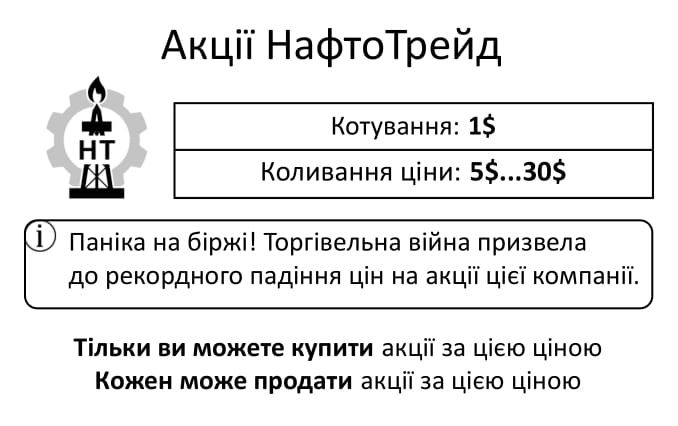 Акції НафтоТрейд
НТ
Котування: 1$
Коливання ціни: 5$...30$
i Паніка на біржі! Торгівельна війна призвела
до рекордного падіння цін на акції цієї компанії.
Тільки ви можете купити акції за цією ціною
Кожен може продати акції за цією ціною